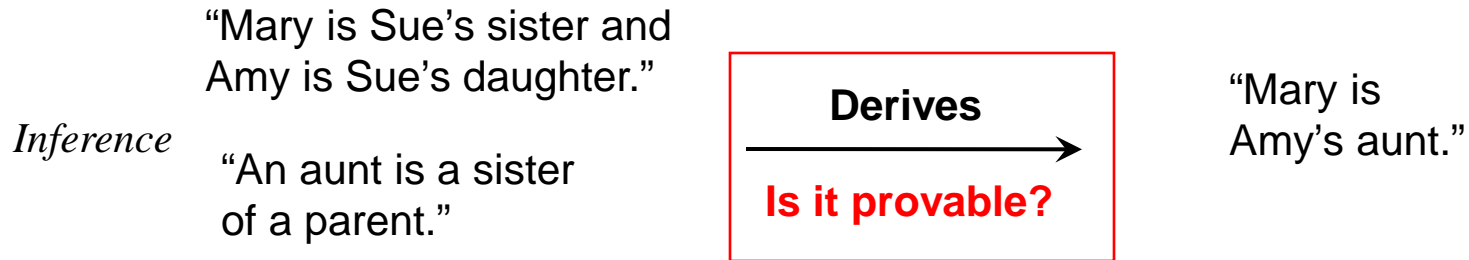 “Mary is Sue’s sister and
Amy is Sue’s daughter.”
Inference
“An aunt is a sister
of a parent.”
Derives
Is it provable?
“Mary is
Amy’s aunt.”